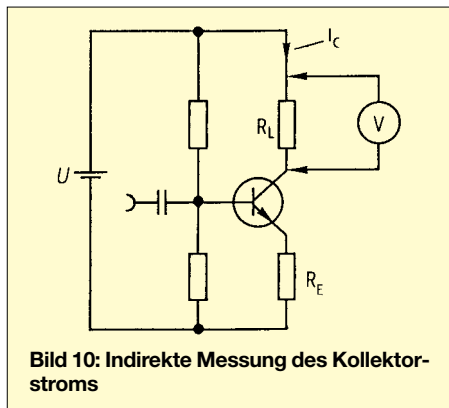 I_C
R_L
V
U
R_E
Bild 10: Indirekte Messung des Kollektor-
stroms